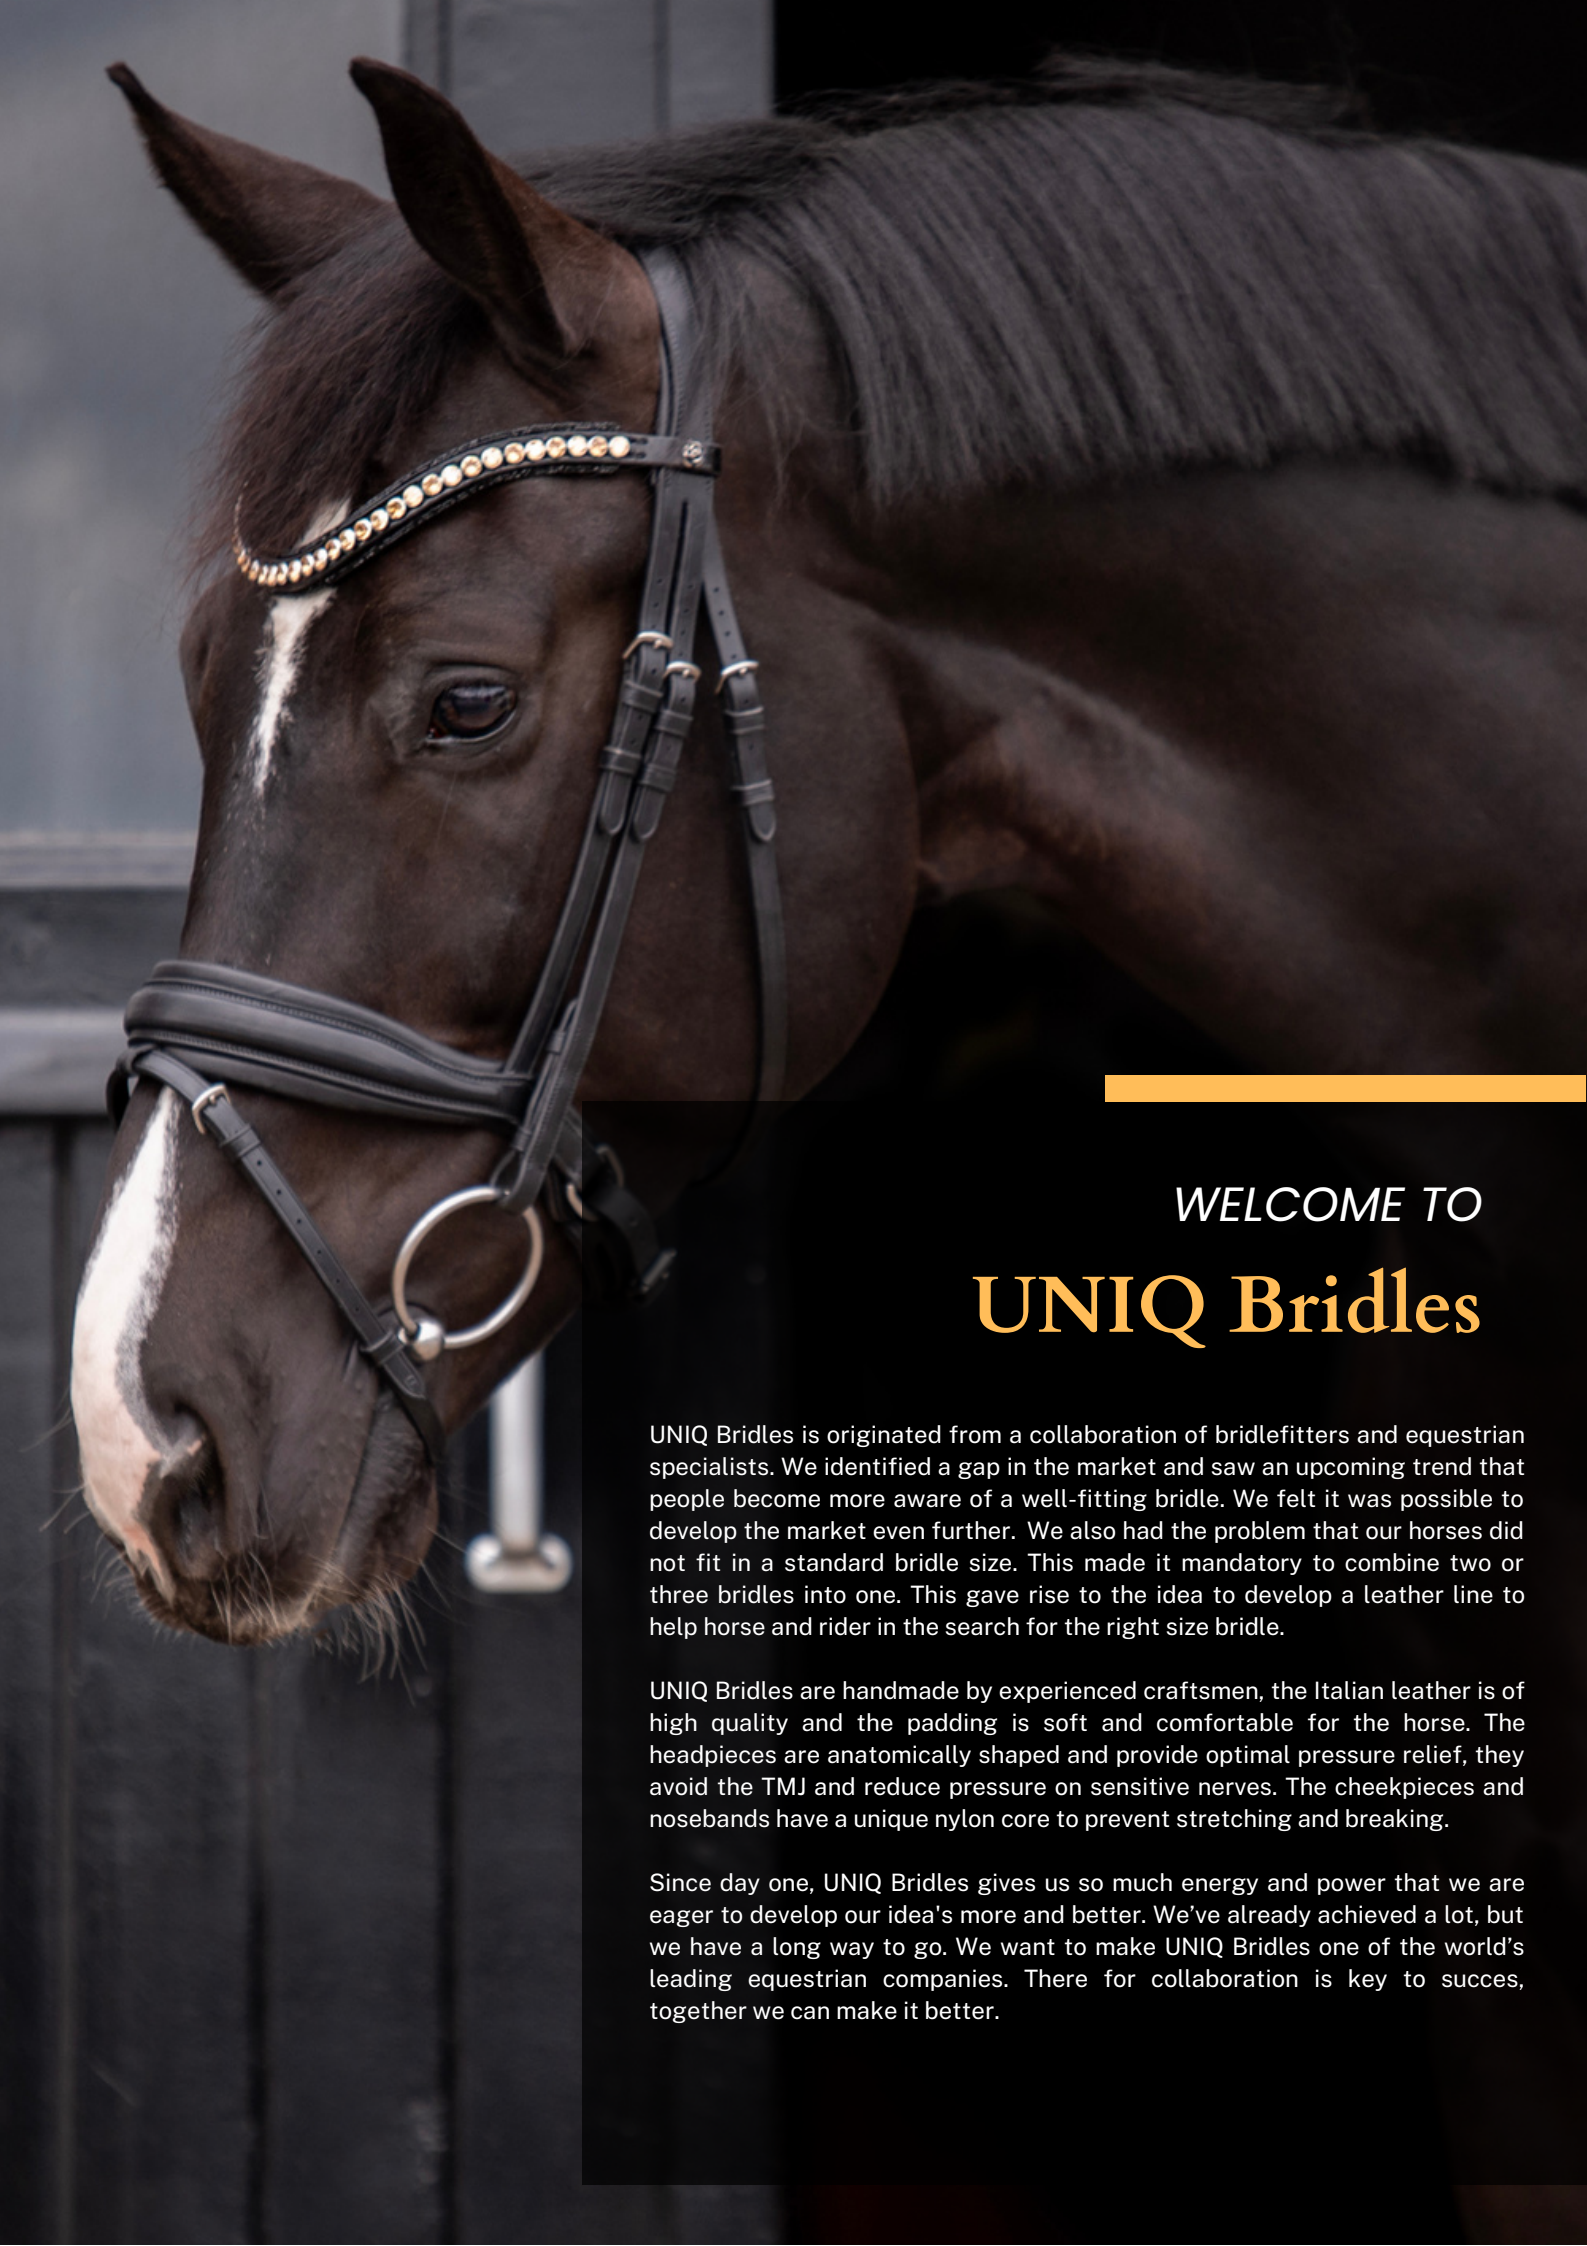 WELCOME TO
UNIQ Bridles
UNIQ Bridles is originated from a collaboration of bridlefitters and equestrian
specialists. We identified a gap in the market and saw an upcoming trend that
people become more aware of a well-fitting bridle. We felt it was possible to
develop the market even further. We also had the problem that our horses did
not fit in a standard bridle size. This made it mandatory to combine two or
three bridles into one. This gave rise to the idea to develop a leather line to
help horse and rider in the search for the right size bridle.
UNIQ Bridles are handmade by experienced craftsmen, the Italian leather is of
high quality and the padding is soft and comfortable for the horse. The
headpieces are anatomically shaped and provide optimal pressure relief, they
avoid the TMJ and reduce pressure on sensitive nerves. The cheekpieces and
nosebands have a unique nylon core to prevent stretching and breaking.
Since day one, UNIQ Bridles gives us so much energy and power that we are
eager to develop our idea's more and better. We’ve already achieved a lot, but
we have a long way to go. We want to make UNIQ Bridles one of the world’s
leading equestrian companies. There for collaboration is key to succes,
together we can make it better.